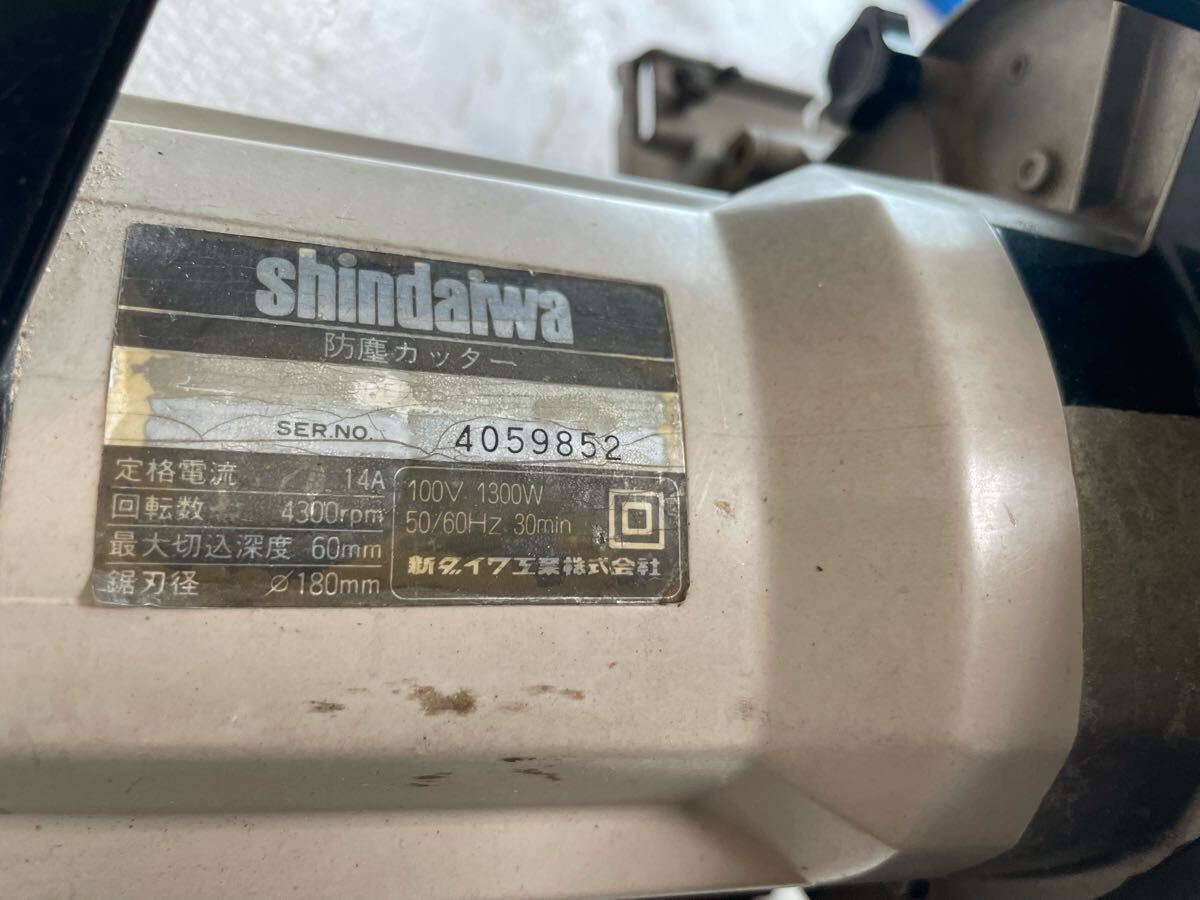 shindaiwa
防塵カッター
SER.NO. 4059852
定格電流 14A
回転数 4300rpm
最大切込深度 60mm
鋸刃径 ⌀180mm
100V 1300W
50/60Hz 30min
新ダイワ工業株式会社